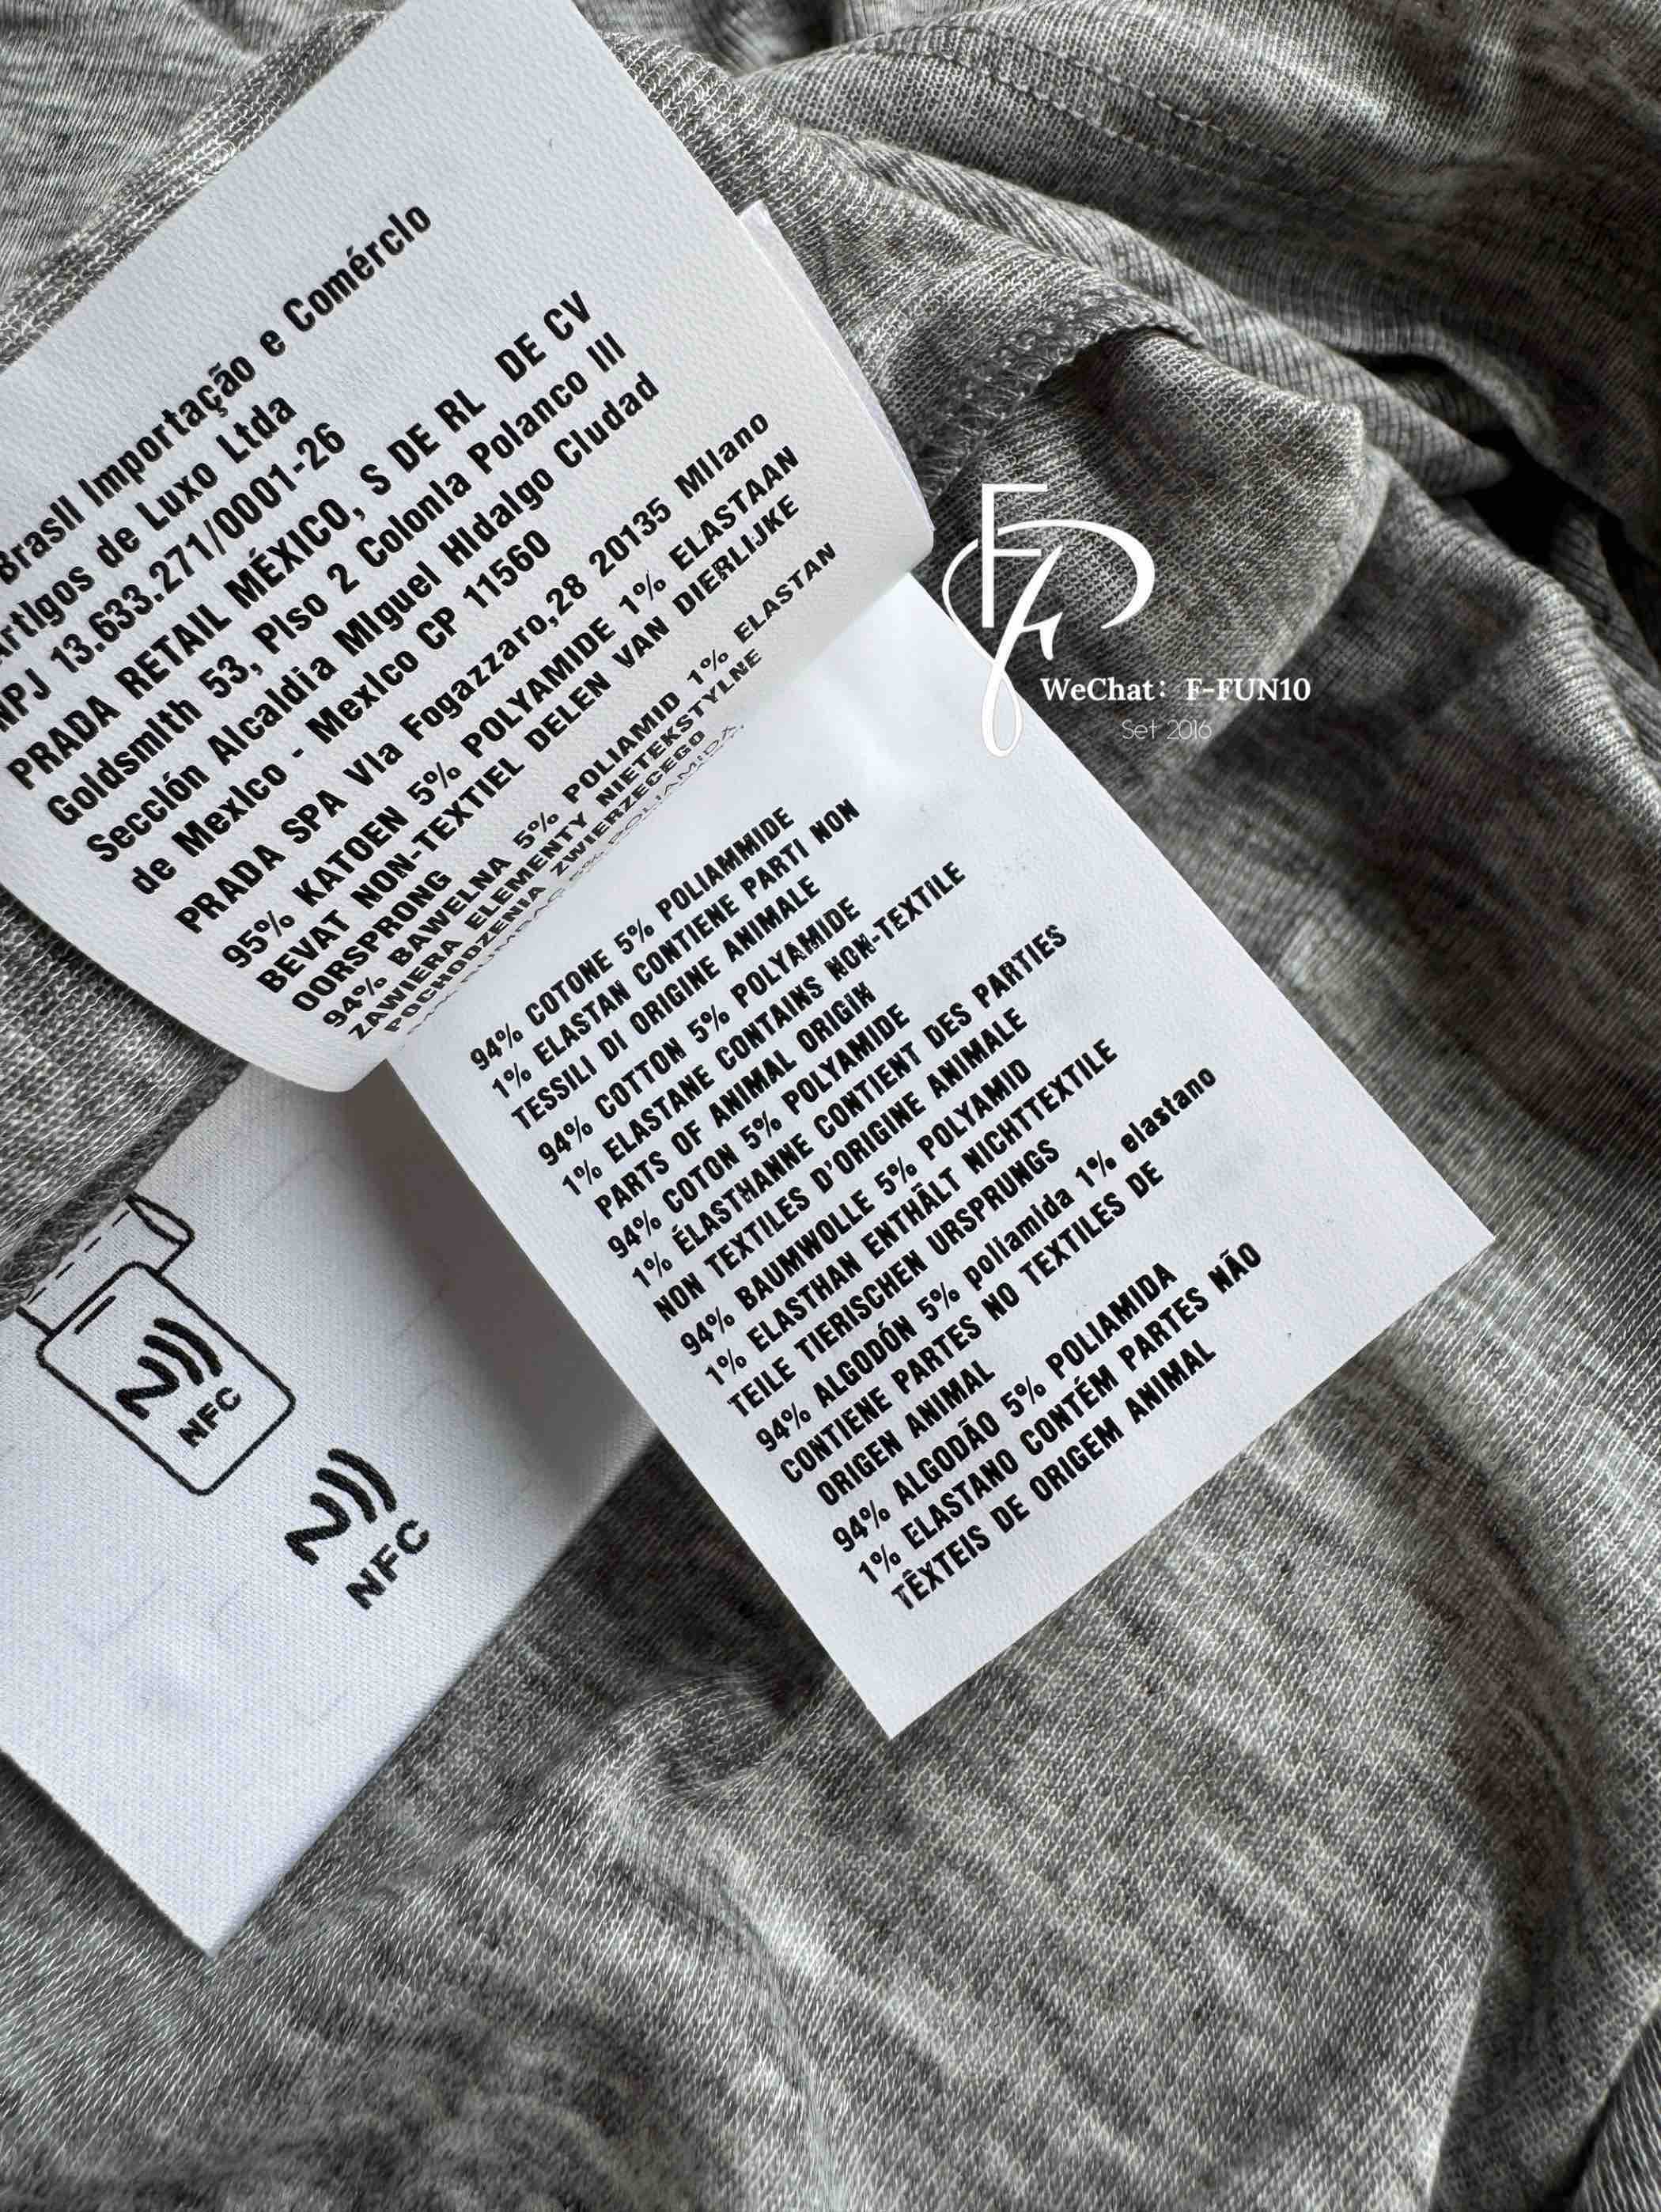 Brasil Importação e Comércio
Artigos de Luxo Ltda
NPJ 13.633.271/0001-26
PRADA RETAIL MÉXICO, S DE RL DE CV
Goldsmith 53, Piso 2 Colonia Polanco III
Sección Alcaldia Miguel Hidalgo Ciudad
de Mexico - Mexico CP 11560
PRADA SPA Via Fogazzaro,28 20135 Milano
95% KATOEN 5% POLYAMIDE 1% ELASTAAN
BEVAT NON-TEXTIEL DELEN VAN DIERLIJKE
OORSPRONG
94% BAWELNA 5% POLIAMID 1% ELASTAN
ZAWIERA ELEMENTY NIETEKSTYLNE
POCHODZENIA ZWIERZECEGO
94% COTONE 5% POLIAMMIDE
1% ELASTAN CONTIENE PARTI NON
TESSILI DI ORIGINE ANIMALE
94% COTTON 5% POLYAMIDE
1% ELASTANE CONTAINS NON-TEXTILE
PARTS OF ANIMAL ORIGIN
94% COTON 5% POLYAMIDE
1% ÉLASTHANNE CONTIENT DES PARTIES
NON TEXTILES D'ORIGINE ANIMALE
94% BAUMWOLLE 5% POLYAMID
1% ELASTHAN ENTHÄLT NICHTTEXTILE
TEILE TIERISCHEN URSPRUNGS
94% ALGODÓN 5% poliamida 1% elastano
CONTIENE PARTES NO TEXTILES DE
ORIGEN ANIMAL
94% ALGODÃO 5% POLIAMIDA
1% ELASTANO CONTÉM PARTES NÃO
TÊXTEIS DE ORIGEM ANIMAL
NFC
NFC
WeChat: F-FUN10
Set 2016